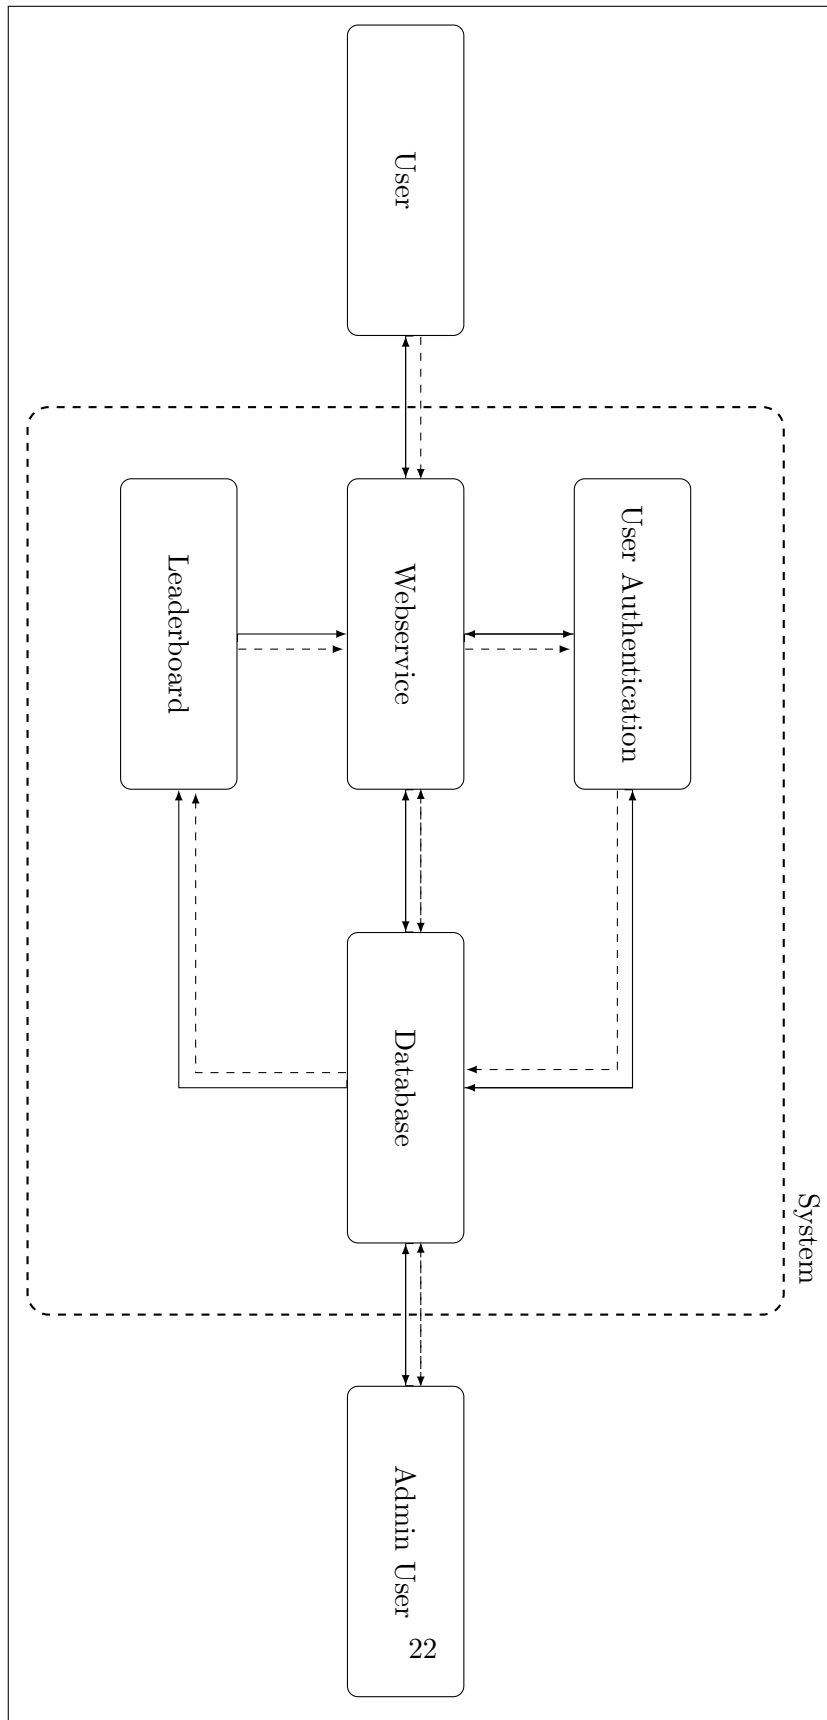 System
User Authentication
User
Webservice
Database
Admin User
Leaderboard
22